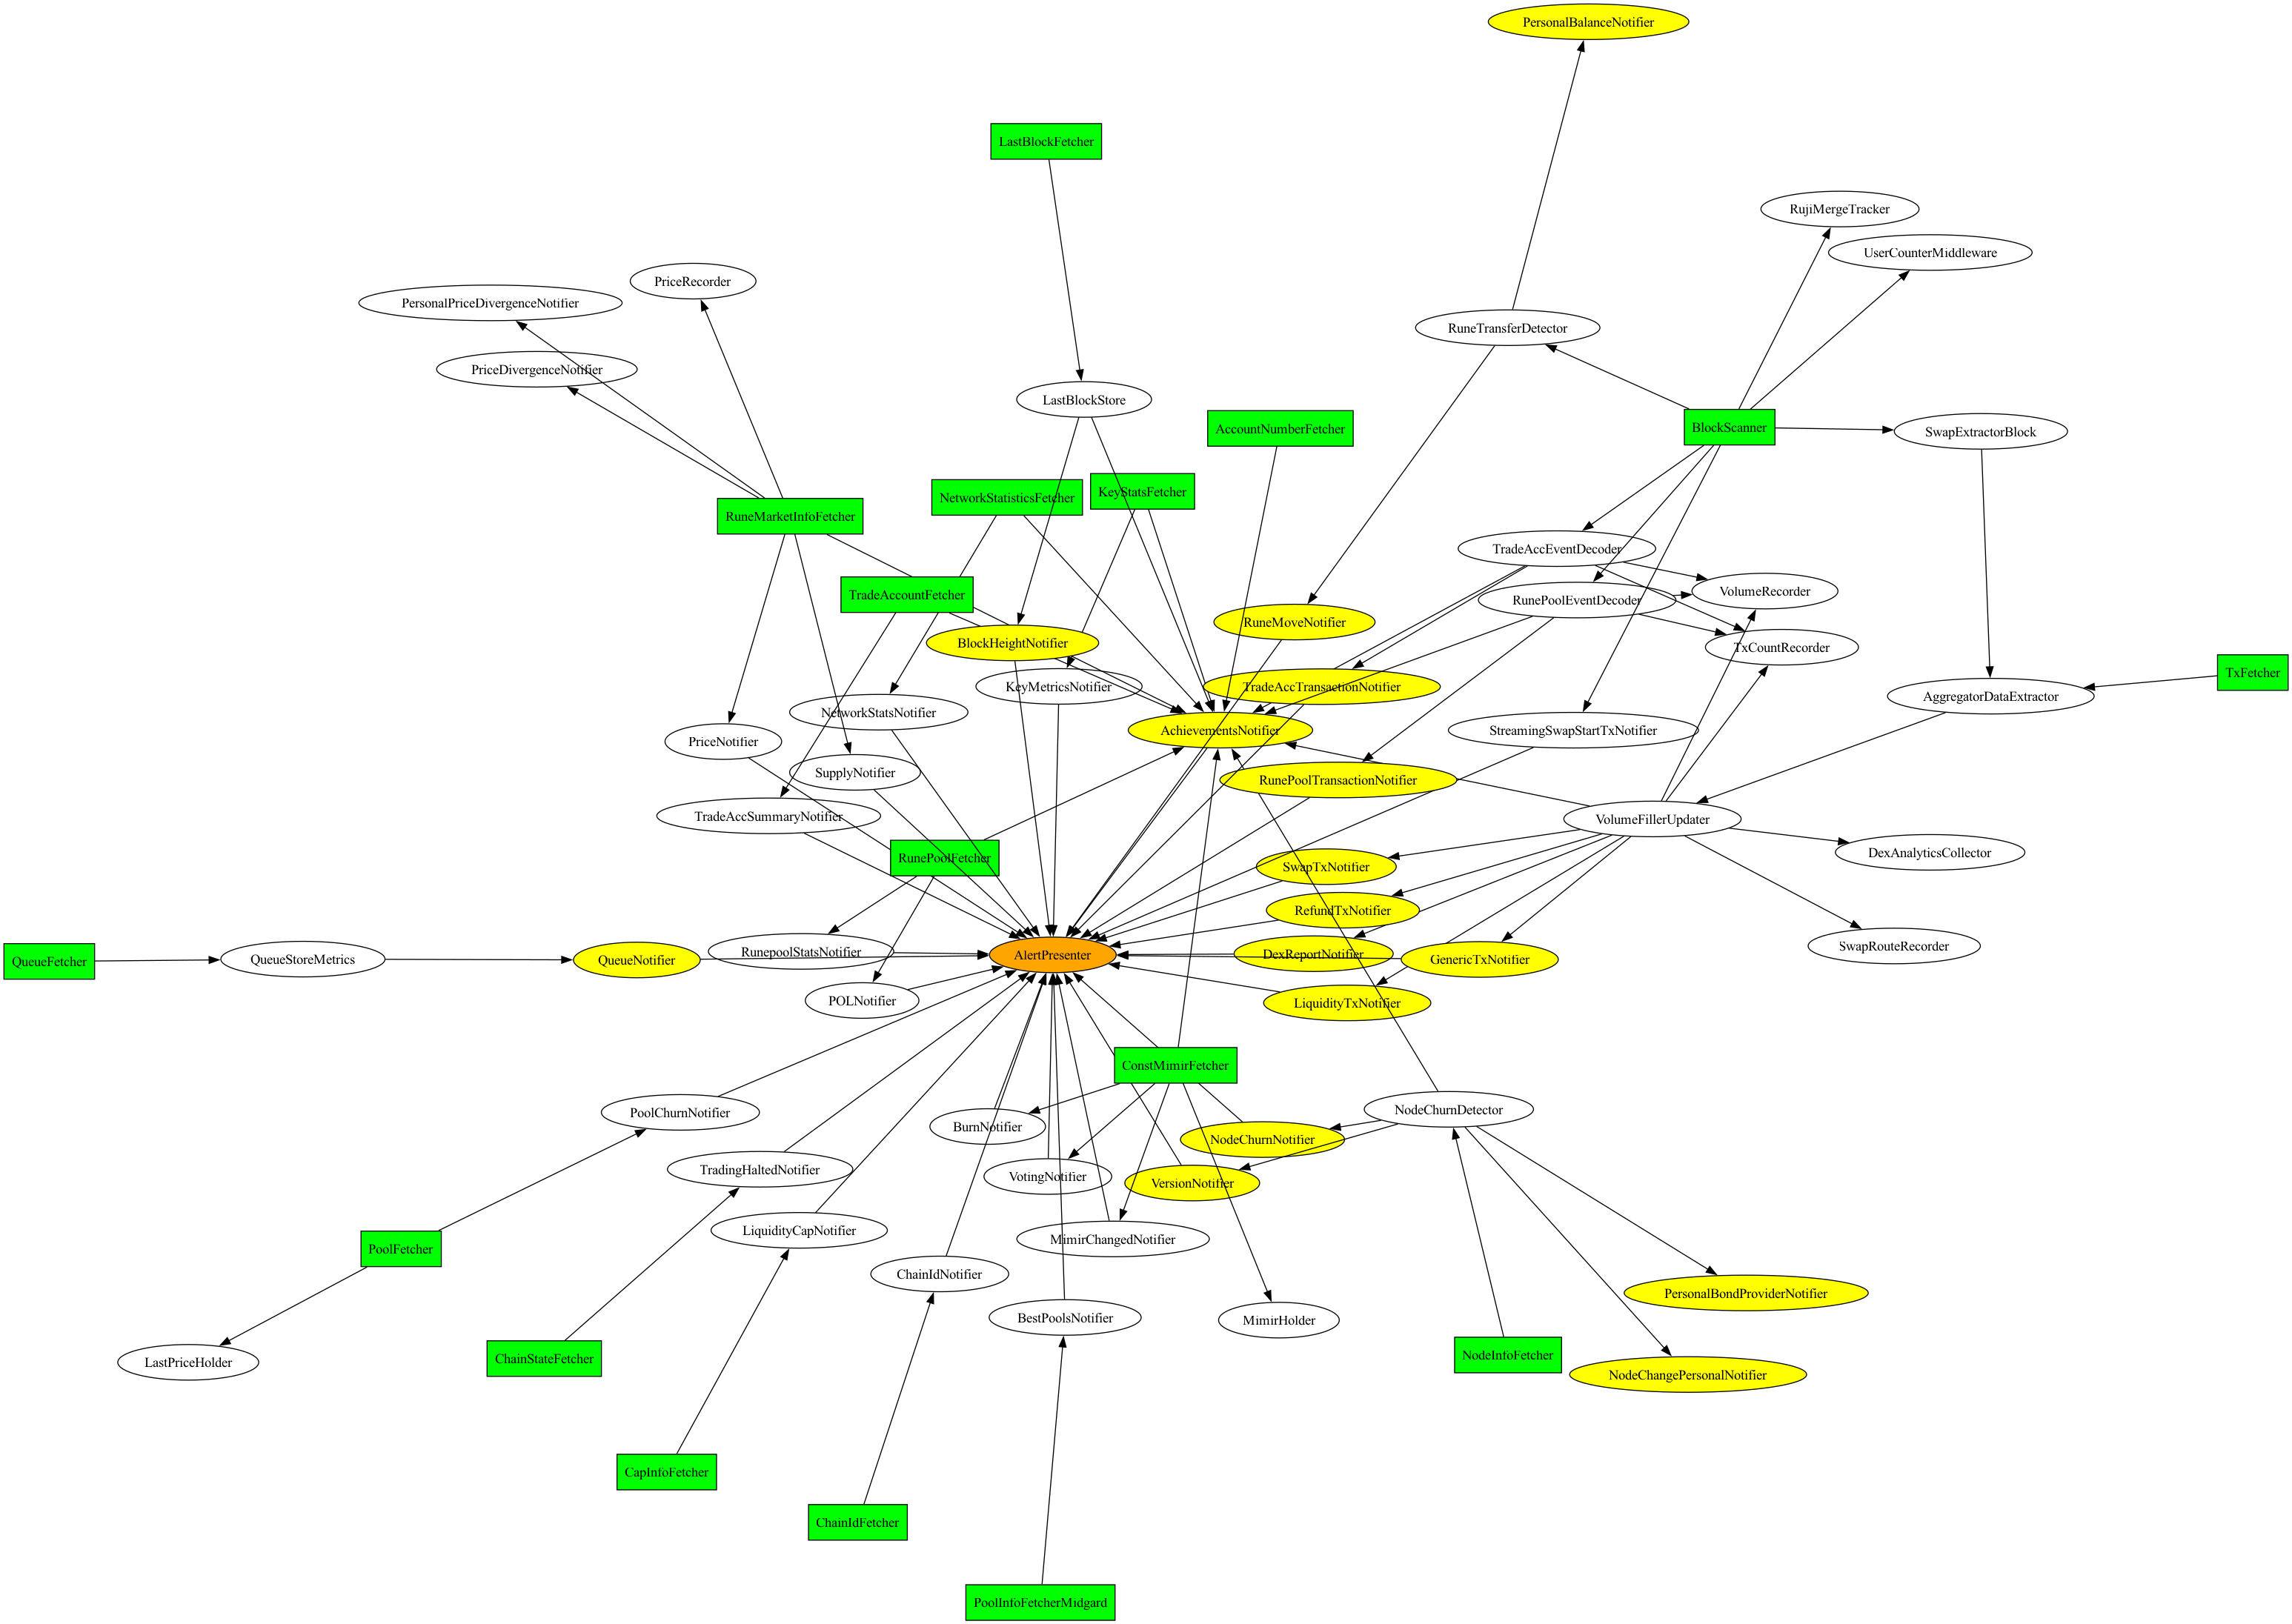 PersonalBalanceNotifier
LastBlockFetcher
RujiMergeTracker
UserCounterMiddleware
PriceRecorder
PersonalPriceDivergenceNotifier
RuneTransferDetector
PriceDivergenceNotifier
LastBlockStore
AccountNumberFetcher
BlockScanner
SwapExtractorBlock
KeyStatsFetcher
NetworkStatisticsFetcher
RuneMarketInfoFetcher
TradeAccEventDecoder
VolumeRecorder
TradeAccountFetcher
RunePoolEventDecoder
RuneMoveNotifier
BlockHeightNotifier
TxCountRecorder
TxFetcher
KeyMetricsNotifier
TradeAccTransactionNotifier
AggregatorDataExtractor
NetworkStatsNotifier
AchievementsNotifier
StreamingSwapStartTxNotifier
PriceNotifier
SupplyNotifier
RunePoolTransactionNotifier
TradeAccSummaryNotifier
VolumeFillerUpdater
RunePoolFetcher
SwapTxNotifier
DexAnalyticsCollector
RefundTxNotifier
SwapRouteRecorder
RunepoolStatsNotifier
AlertPresenter
DexReportNotifier
QueueFetcher
QueueStoreMetrics
QueueNotifier
GenericTxNotifier
POLNotifier
LiquidityTxNotifier
ConstMimirFetcher
PoolChurnNotifier
NodeChurnDetector
BurnNotifier
NodeChurnNotifier
TradingHaltedNotifier
VotingNotifier
VersionNotifier
LiquidityCapNotifier
MimirChangedNotifier
PoolFetcher
ChainIdNotifier
PersonalBondProviderNotifier
BestPoolsNotifier
MimirHolder
LastPriceHolder
ChainStateFetcher
NodeInfoFetcher
NodeChangePersonalNotifier
CapInfoFetcher
ChainIdFetcher
PoolInfoFetcherMidgard